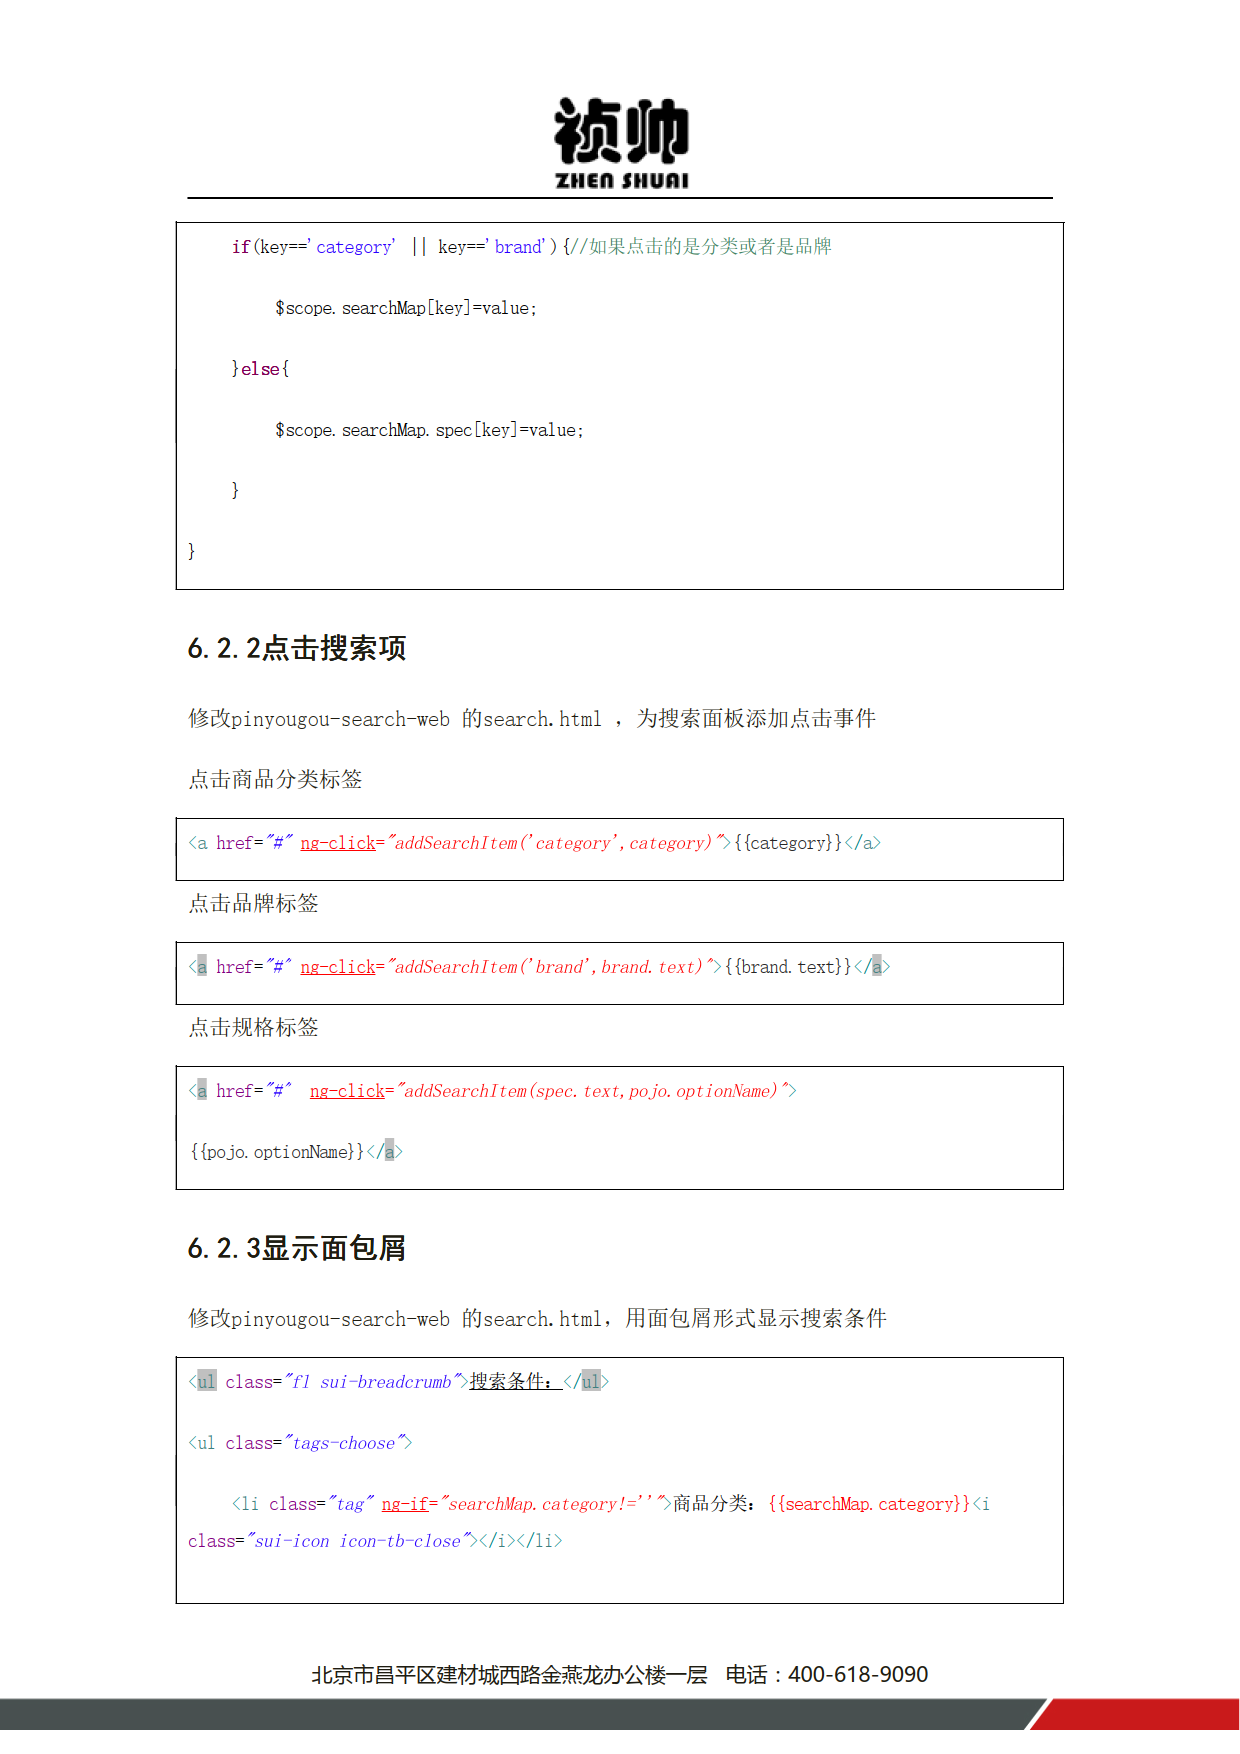 祯帅
ZHEN SHUAI
if(key=='category' || key=='brand'){//如果点击的是分类或者是品牌
$scope.searchMap[key]=value;
}else{
$scope.searchMap.spec[key]=value;
}
}
6.2.2点击搜索项
修改pinyougou-search-web 的search.html ，为搜索面板添加点击事件
点击商品分类标签
<a href="#" ng-click="addSearchItem('category',category)">{{category}}</a>
点击品牌标签
<a href="#" ng-click="addSearchItem('brand',brand.text)">{{brand.text}}</a>
点击规格标签
<a href="#"  ng-click="addSearchItem(spec.text,pojo.optionName)">
{{pojo.optionName}}</a>
6.2.3显示面包屑
修改pinyougou-search-web 的search.html，用面包屑形式显示搜索条件
<ul class="fl sui-breadcrumb">搜索条件：</ul>
<ul class="tags-choose">
<li class="tag" ng-if="searchMap.category!=''">商品分类：{{searchMap.category}}<i
class="sui-icon icon-tb-close"></i></li>
北京市昌平区建材城西路金燕龙办公楼一层   电话：400-618-9090